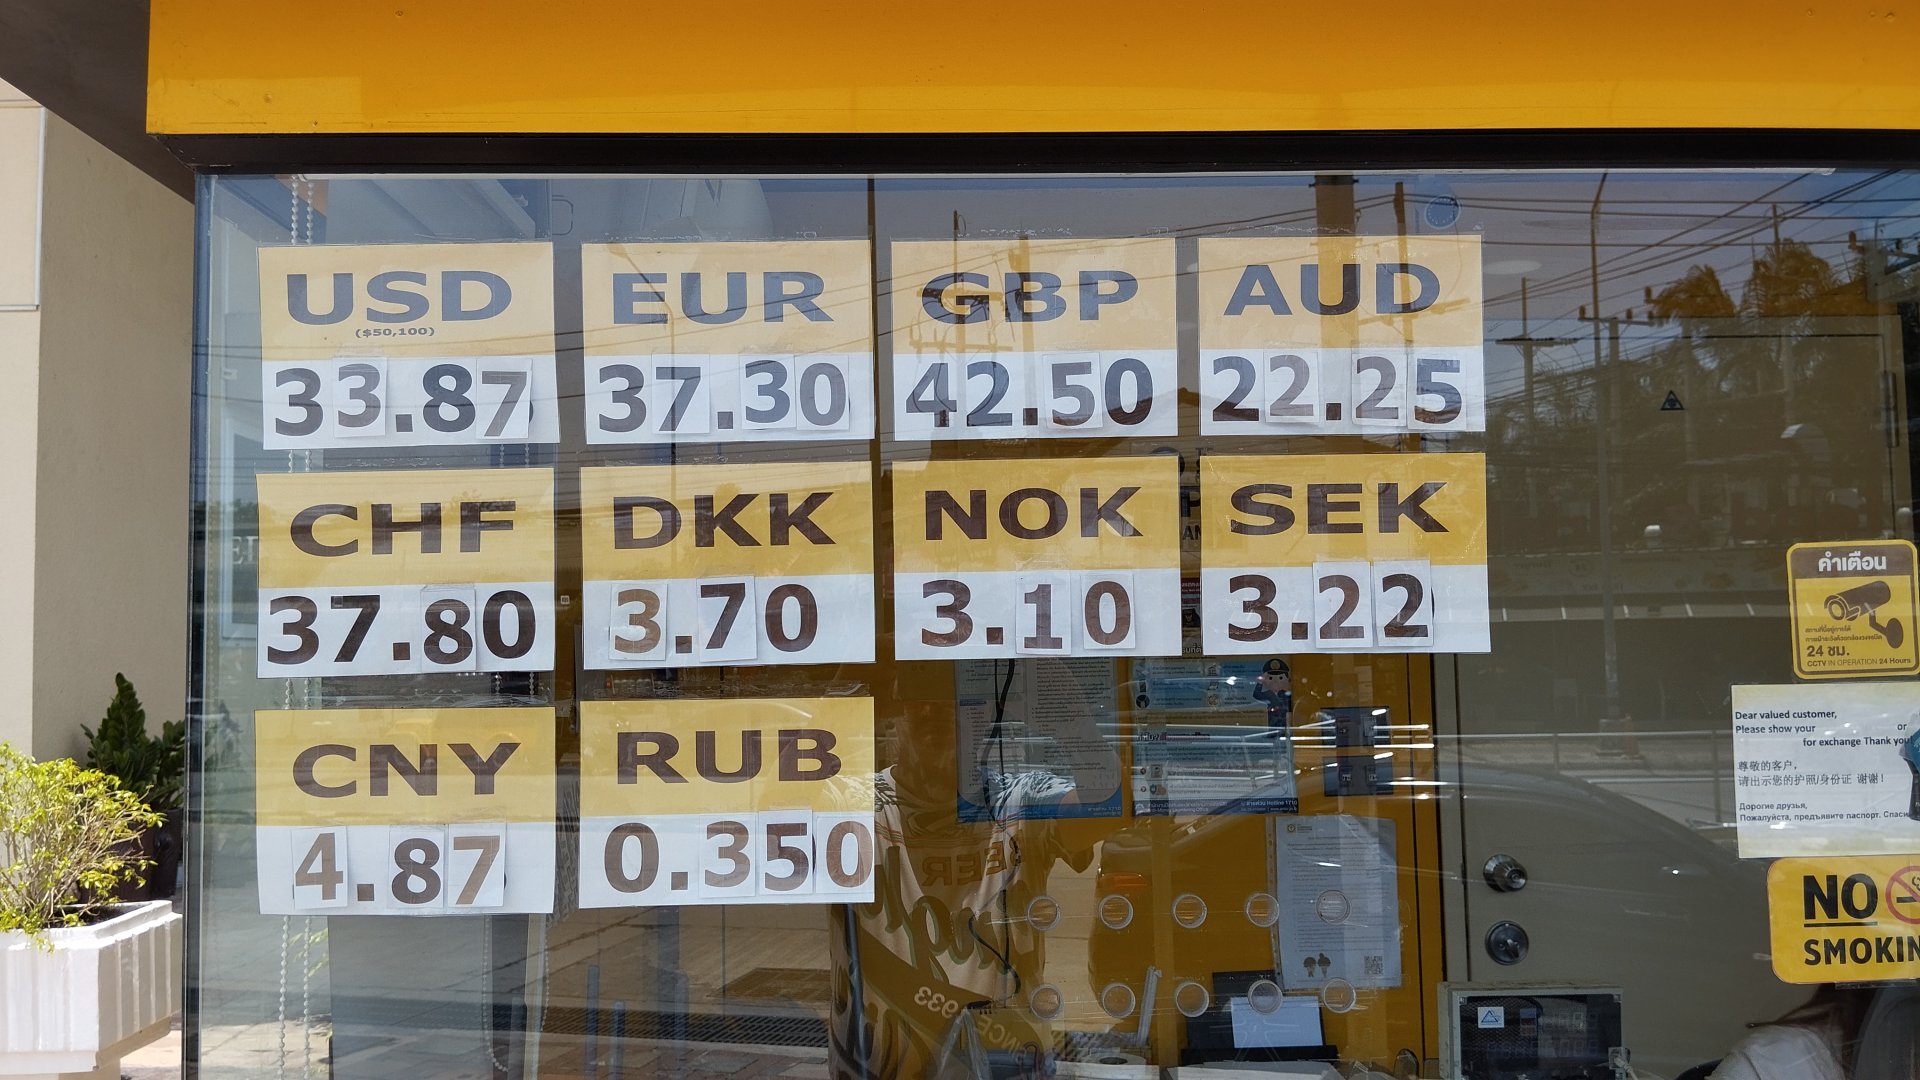 USD
($50,100)
33.87
EUR
37.30
GBP
42.50
AUD
22.25
CHF
37.80
DKK
3.70
NOK
3.10
SEK
3.22
CNY
4.87
RUB
0.350
คำเตือน
24 ชม.
CCTV IN OPERATION 24 Hours
Dear valued customer,
Please show your or
for exchange Thank you
尊敬的客户,
请出示您的护照/身份证 谢谢!
Дорогие друзья,
Пожалуйста, предъявите паспорт.
NO
SMOKIN